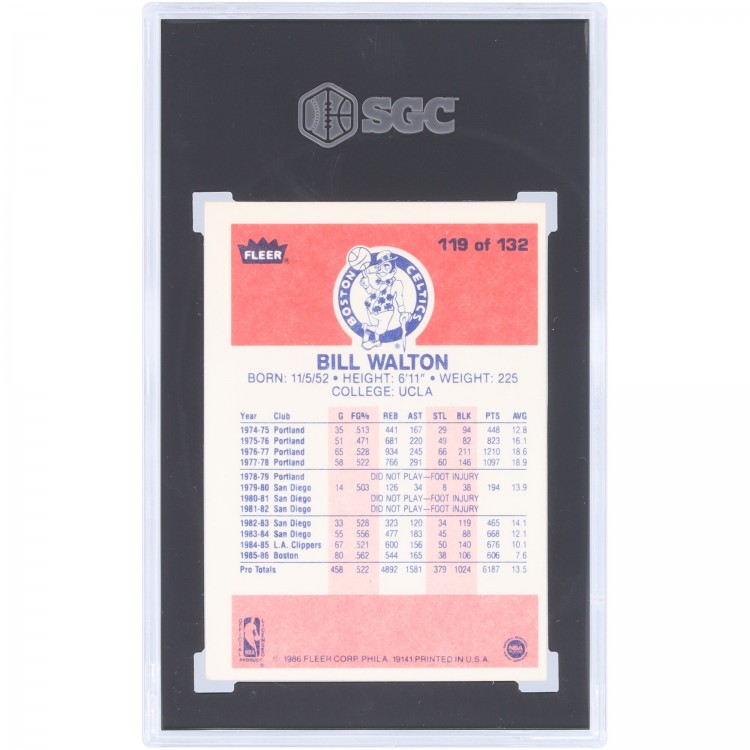 SGC
FLEER®
119 of 132
BOSTON CELTICS
®
BILL WALTON
BORN: 11/5/52 • HEIGHT: 6'11" • WEIGHT: 225
COLLEGE: UCLA
Year Club G FG% REB AST STL BLK PTS AVG
1974-75 Portland 35 .513 441 167 29 94 448 12.8
1975-76 Portland 51 .471 681 220 49 82 823 16.1
1976-77 Portland 65 .528 934 245 66 211 1210 18.6
1977-78 Portland 58 .522 766 291 60 146 1097 18.9
1978-79 Portland DID NOT PLAY—FOOT INJURY
1979-80 San Diego 14 .503 126 34 8 38 194 13.9
1980-81 San Diego DID NOT PLAY—FOOT INJURY
1981-82 San Diego DID NOT PLAY—FOOT INJURY
1982-83 San Diego 33 .528 323 120 34 119 465 14.1
1983-84 San Diego 55 .556 477 183 45 88 668 12.1
1984-85 L.A. Clippers 67 .521 600 156 50 140 676 10.1
1985-86 Boston 80 .562 544 165 38 106 606 7.6
Pro Totals 458 .522 4892 1581 379 1024 6187 13.5
NBA
PRODUCT
© 1986 FLEER CORP. PHILA. 19141 PRINTED IN U.S.A.
NBA